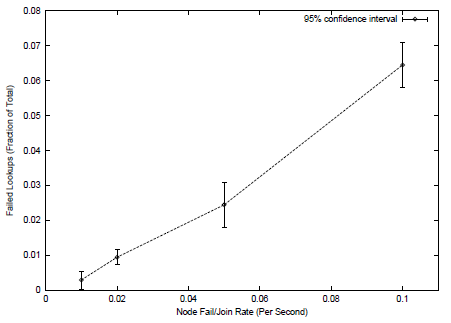 0.08
95% confidence interval
0.07
0.06
0.05
0.04
0.03
0.02
0.01
0
Failed Lookups (Fraction of Total)
0 0.02 0.04 0.06 0.08 0.1
Node Fail/Join Rate (Per Second)